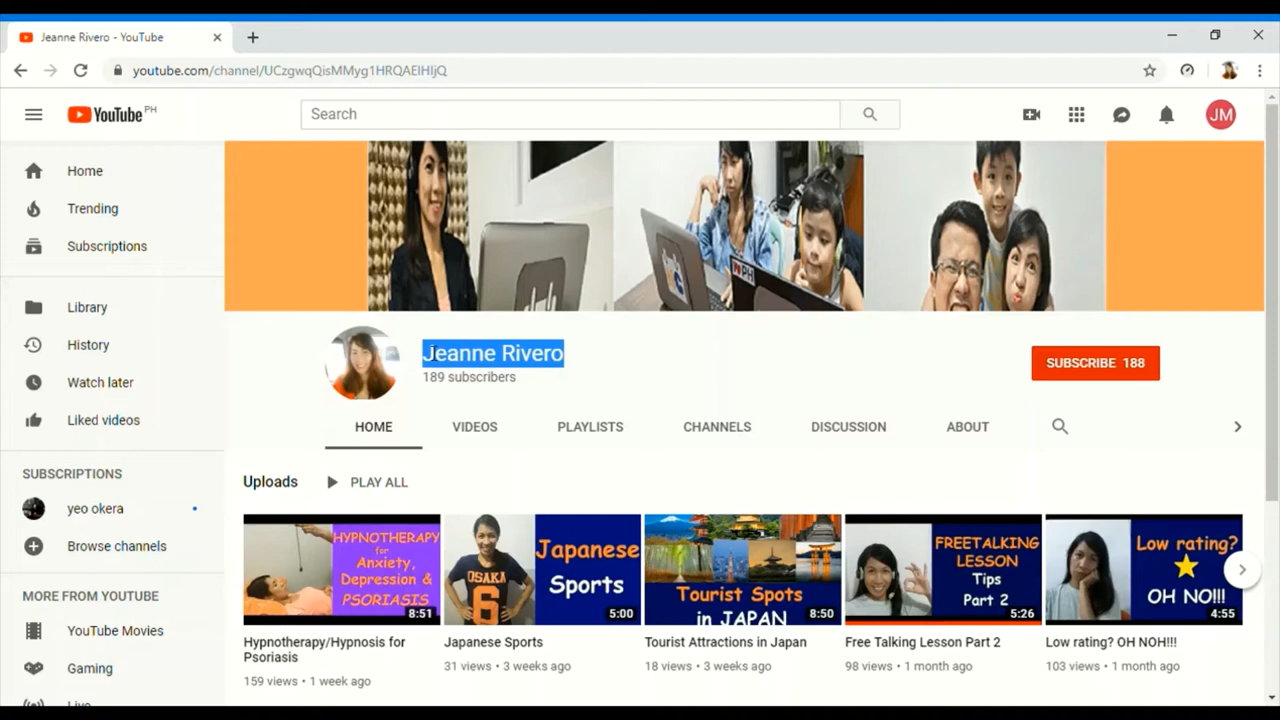 Jeanne Rivero - YouTube
youtube.com/channel/UCzgwqQisMMyg1HRQAEIHIjQ
YouTube PH
Search
JM
Home
Trending
Subscriptions
Library
History
Watch later
Liked videos
SUBSCRIPTIONS
yeo okera
Browse channels
MORE FROM YOUTUBE
YouTube Movies
Gaming
Live
Jeanne Rivero
189 subscribers
SUBSCRIBE 188
HOME VIDEOS PLAYLISTS CHANNELS DISCUSSION ABOUT
Uploads PLAY ALL
HYPNOTHERAPY
for
Anxiety,
Depression &
PSORIASIS
8:51
Hypnotherapy/Hypnosis for
Psoriasis
159 views • 1 week ago
OSAKA
6
Japanese
Sports
5:00
Japanese Sports
31 views • 3 weeks ago
Tourist Spots
in JAPAN
8:50
Tourist Attractions in Japan
18 views • 3 weeks ago
FREETALKING
LESSON
Tips
Part 2
5:26
Free Talking Lesson Part 2
98 views • 1 month ago
Low rating?
OH NO!!!
4:55
Low rating? OH NOH!!!
103 views • 1 month ago